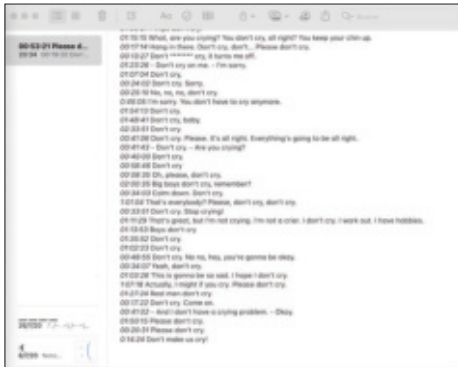 00:53:21 Please d...
01:15:15 What, are you crying? You don't cry, all right? You keep your chin up.
00:17:14 Hang in there. Don't cry, don't... Please don't cry.
00:13:27 Don't ******* cry, it turns me off.
01:23:28 - Don't cry on me. - I'm sorry.
01:07:04 Don't cry.
00:24:02 Don't cry. Sorry.
00:25:10 No, no, no, don't cry.
0:45:05 I'm sorry. You don't have to cry anymore.
01:54:13 Don't cry.
01:48:41 Don't cry, baby.
02:33:51 Don't cry.
00:41:08 Don't cry. Please. It's all right. Everything's going to be all right.
00:41:43 - Don't cry. - Are you crying?
00:40:00 Don't cry.
00:58:48 Don't cry
00:38:35 Oh, please, don't cry.
02:00:35 Big boys don't cry, remember?
00:34:03 Calm down. Don't cry.
1:01:02 That's everybody? Please, don't cry, don't cry.
00:33:51 Don't cry. Stop crying!
01:11:29 That's great, but I'm not crying. I'm not a crier. I don't cry. I work out. I have hobbies.
01:13:53 Boys don't cry
01:35:52 Don't cry.
01:02:23 Don't cry.
00:48:55 Don't cry. No no, hey, you're gonna be okay.
00:34:07 Yeah, don't cry.
01:03:28 This is gonna be so sad. I hope I don't cry.
1:07:18 Actually, I might if you cry. Please don't cry.
01:27:24 Real men don't cry.
00:17:22 Don't cry. Come on.
00:41:02 - And I don't have a crying problem. - Okay.
01:50:15 Please don't cry.
00:20:31 Please don't cry.
0:14:24 Don't make us cry!